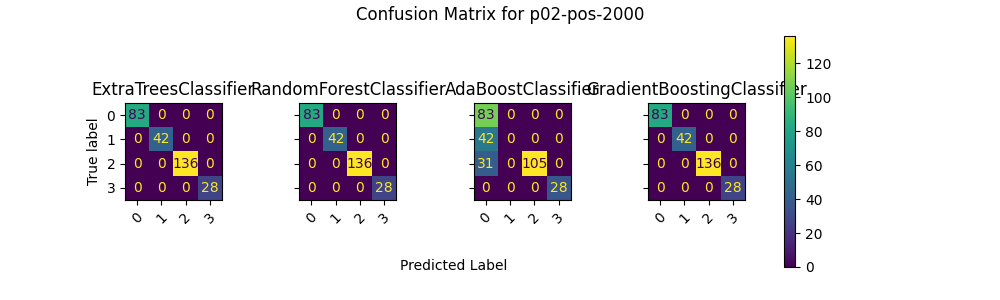 Confusion Matrix for p02-pos-2000
ExtraTreesClassifier RandomForestClassifier AdaBoostClassifier GradientBoostingClassifier
120
100
80
60
40
20
0
True label
0 83 0 0 0 83 0 0 0 83 0 0 0 83 0 0 0
1 0 42 0 0 0 42 0 0 42 0 0 0 0 42 0 0
2 0 0 136 0 0 0 136 0 31 0 105 0 0 0 136 0
3 0 0 0 28 0 0 0 28 0 0 0 28 0 0 0 28
0 1 2 3 0 1 2 3 0 1 2 3 0 1 2 3
Predicted Label